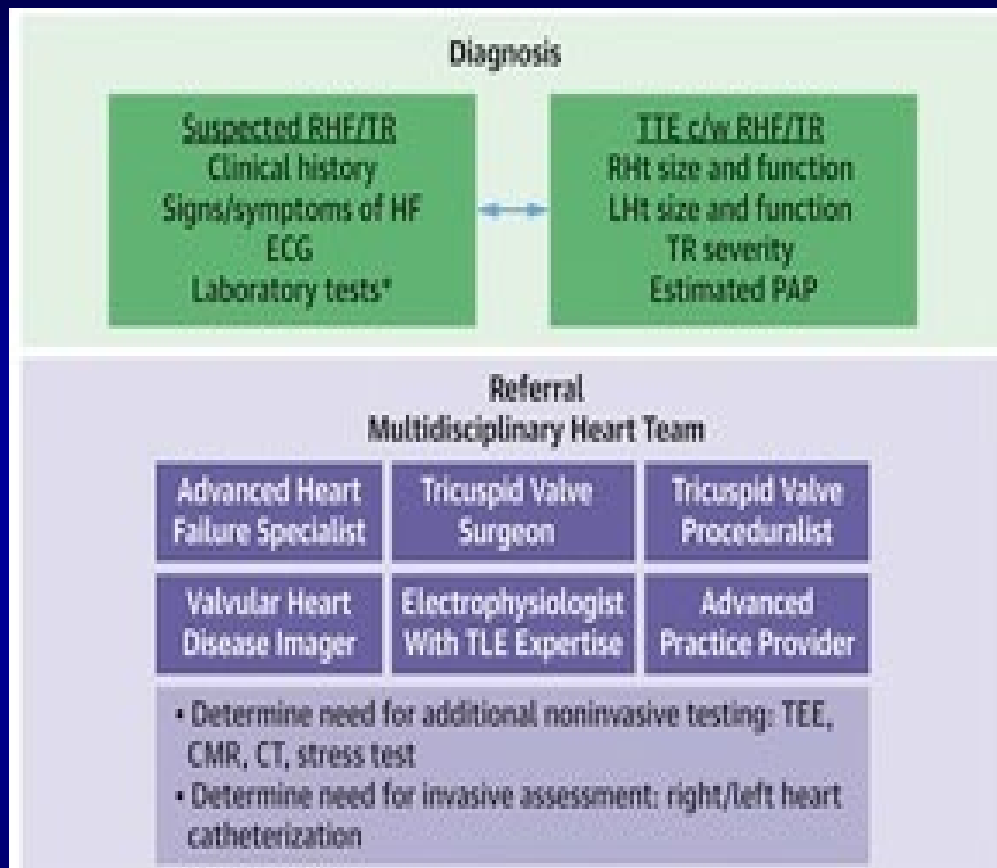 Diagnosis
Suspected RHF/TR
Clinical history
Signs/symptoms of HF
ECG
Laboratory tests*
TTE c/w RHF/TR
RHt size and function
LHt size and function
TR severity
Estimated PAP
Referral
Multidisciplinary Heart Team
Advanced Heart
Failure Specialist
Tricuspid Valve
Surgeon
Tricuspid Valve
Proceduralist
Valvular Heart
Disease Imager
Electrophysiologist
With TLE Expertise
Advanced
Practice Provider
• Determine need for additional noninvasive testing: TEE,
CMR, CT, stress test
• Determine need for invasive assessment: right/left heart
catheterization